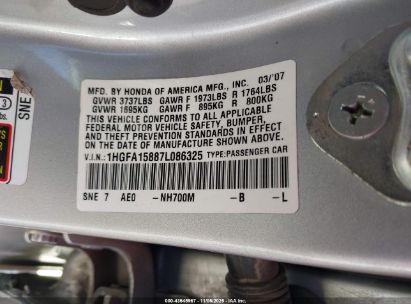 MFD. BY HONDA OF AMERICA MFG., INC. 03/'07
GVWR 3737LBS GAWR F 1973LBS R 1764LBS
GVWR 1695KG GAWR F 895KG R 800KG
THIS VEHICLE CONFORMS TO ALL APPLICABLE
FEDERAL MOTOR VEHICLE SAFETY, BUMPER,
AND THEFT PREVENTION STANDARDS IN EFFECT
ON THE DATE OF MANUFACTURE SHOWN ABOVE.
V.I.N.: 1HGFA15887L086325 TYPE:PASSENGER CAR
SNE 7 AE0 -NH700M -B -L
SNE
3